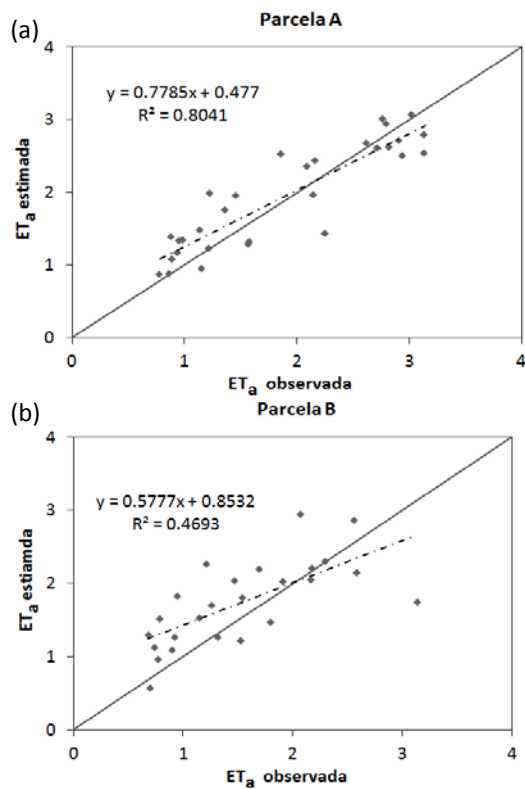 (a)
Parcela A
4
y = 0.7785x + 0.477
R² = 0.8041
3
ETa estimada
2
1
0
0 1 2 3 4
ETa observada
(b)
Parcela B
4
y = 0.5777x + 0.8532
R² = 0.4693
3
ETa estiamda
2
1
0
0 1 2 3 4
ETa observada